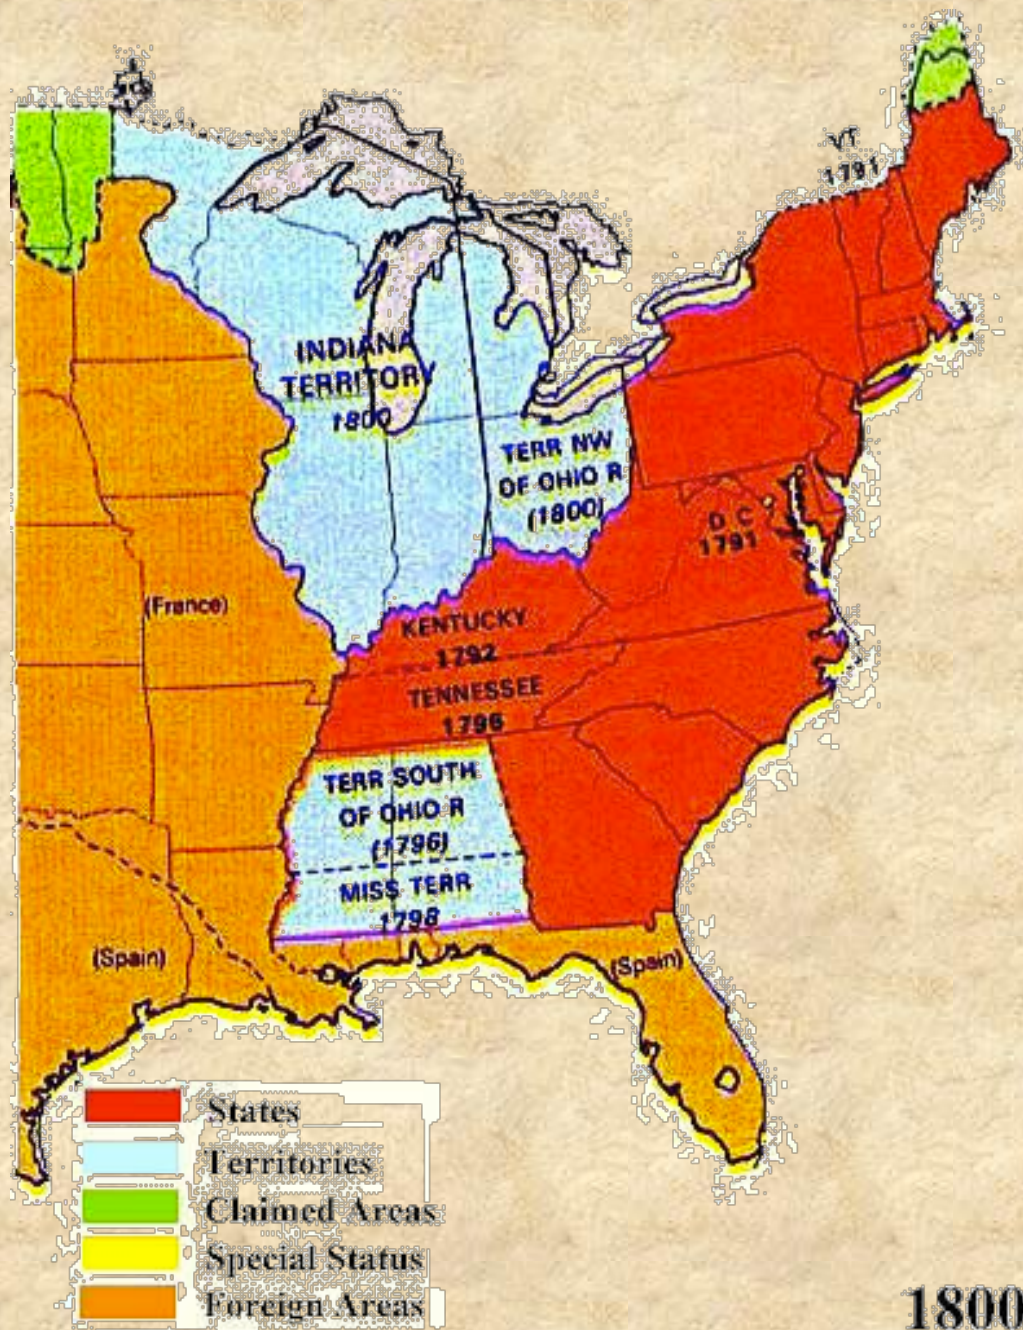 VT
1791
INDIANA
TERRITORY
1800
TERR NW
OF OHIO R
(1800)
D C
1791
(France)
KENTUCKY
1792
TENNESSEE
1796
TERR SOUTH
OF OHIO R
(1796)
MISS TERR
1798
(Spain)
(Spain)
States
Territories
Claimed Areas
Special Status
Foreign Areas
1800